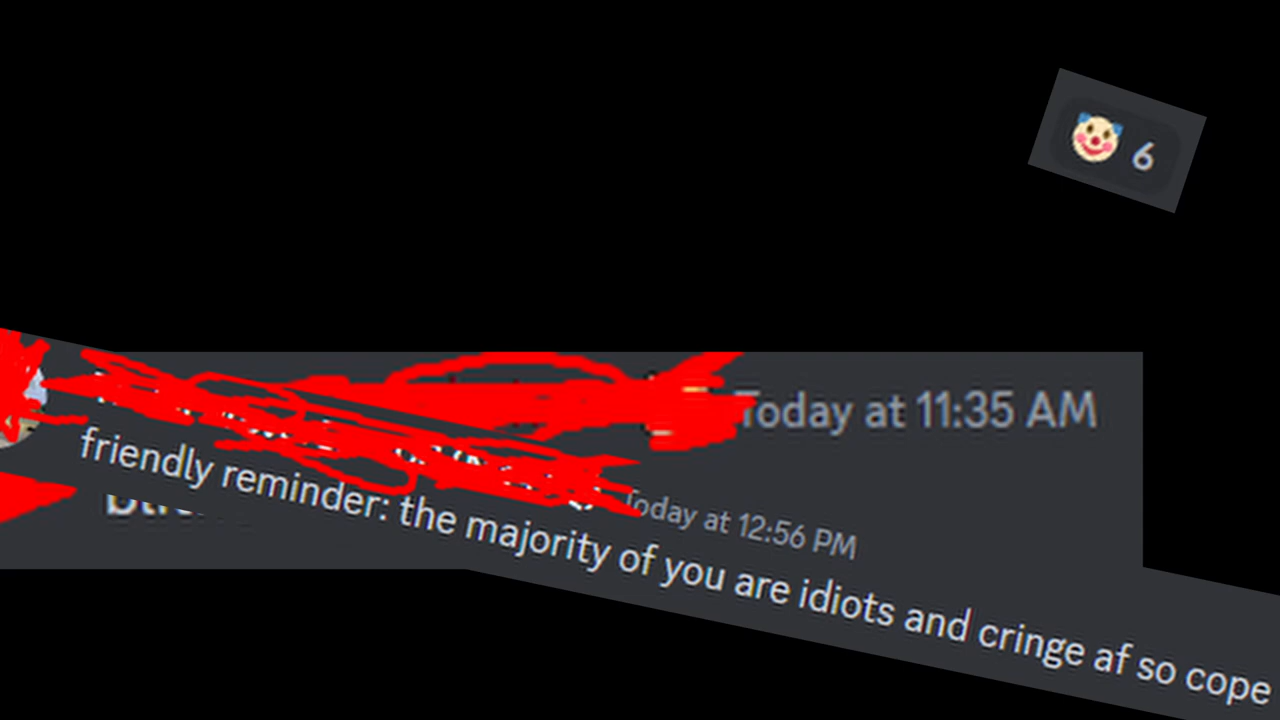 6
Today at 11:35 AM
Today at 12:56 PM
friendly reminder: the majority of you are idiots and cringe af so cope